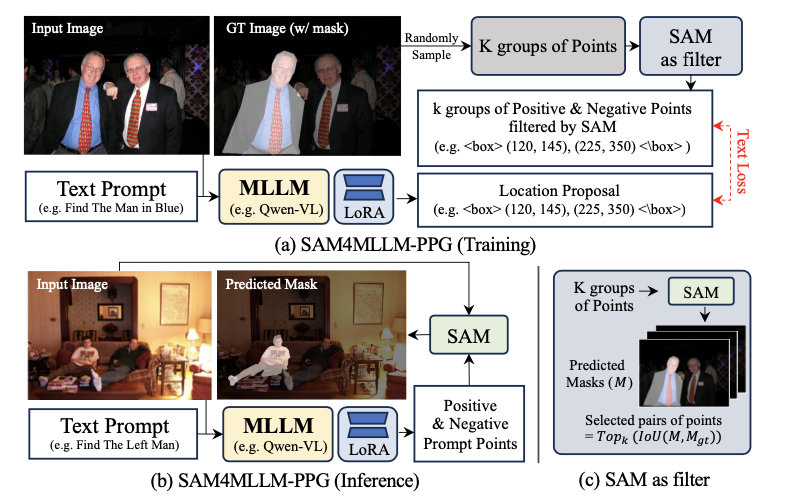 Input Image
GT Image (w/ mask)
Randomly
Sample
K groups of Points
SAM
as filter
k groups of Positive & Negative Points
filtered by SAM
(e.g. <box> (120, 145), (225, 350) <\box> )
Text Loss
Text Prompt
(e.g. Find The Man in Blue)
MLLM
(e.g. Qwen-VL)
LoRA
Location Proposal
(e.g. <box> (120, 145), (225, 350) <\box>)
(a) SAM4MLLM-PPG (Training)
Input Image
Predicted Mask
SAM
Text Prompt
(e.g. Find The Left Man)
MLLM
(e.g. Qwen-VL)
LoRA
Positive
& Negative
Prompt Points
(b) SAM4MLLM-PPG (Inference)
K groups
of Points
SAM
Predicted
Masks (M)
Selected pairs of points
= Top_k (IoU(M, M_gt))
(c) SAM as filter